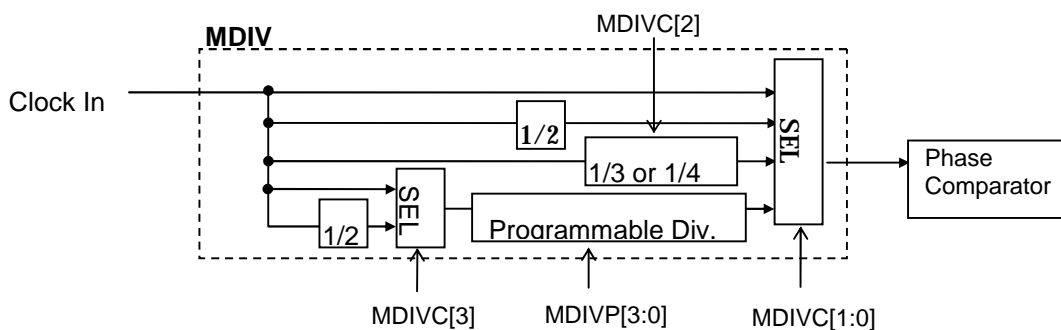 MDIVC[2]
MDIV
Clock In
SEL
1/2
1/3 or 1/4
Phase
Comparator
SEL
1/2
Programmable Div.
MDIVC[3]
MDIVP[3:0]
MDIVC[1:0]